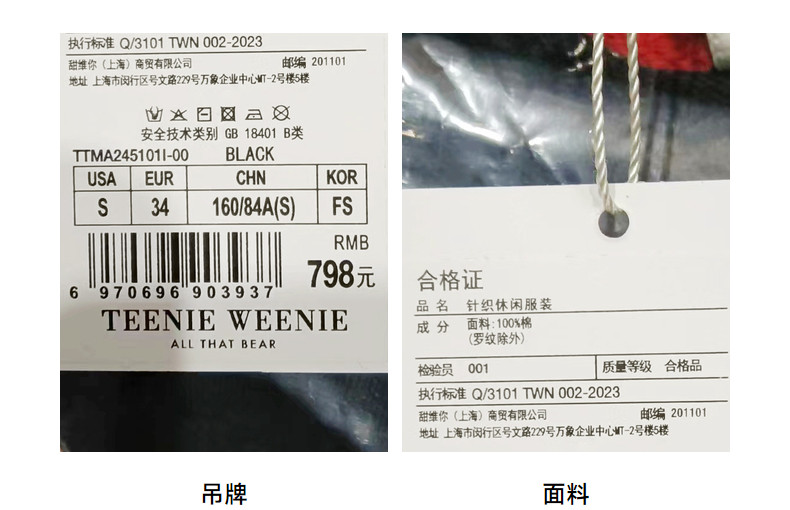 执行标准 Q/3101 TWN 002-2023
甜维你（上海）商贸有限公司 邮编 201101
地址 上海市闵行区号文路229号万象企业中心MT-2号楼5楼
安全技术类别 GB 18401 B类
TTMA245101I-00 BLACK
USA EUR CHN KOR
S 34 160/84A(S) FS
RMB
798元
6 970696 903937
TEENIE WEENIE
ALL THAT BEAR
合格证
品 名 针织休闲服装
成 分 面料:100%棉
(罗纹除外)
检验员 001 质量等级 合格品
执行标准 Q/3101 TWN 002-2023
甜维你（上海）商贸有限公司 邮编 201101
地址 上海市闵行区号文路229号万象企业中心MT-2号楼5楼
吊牌 面料